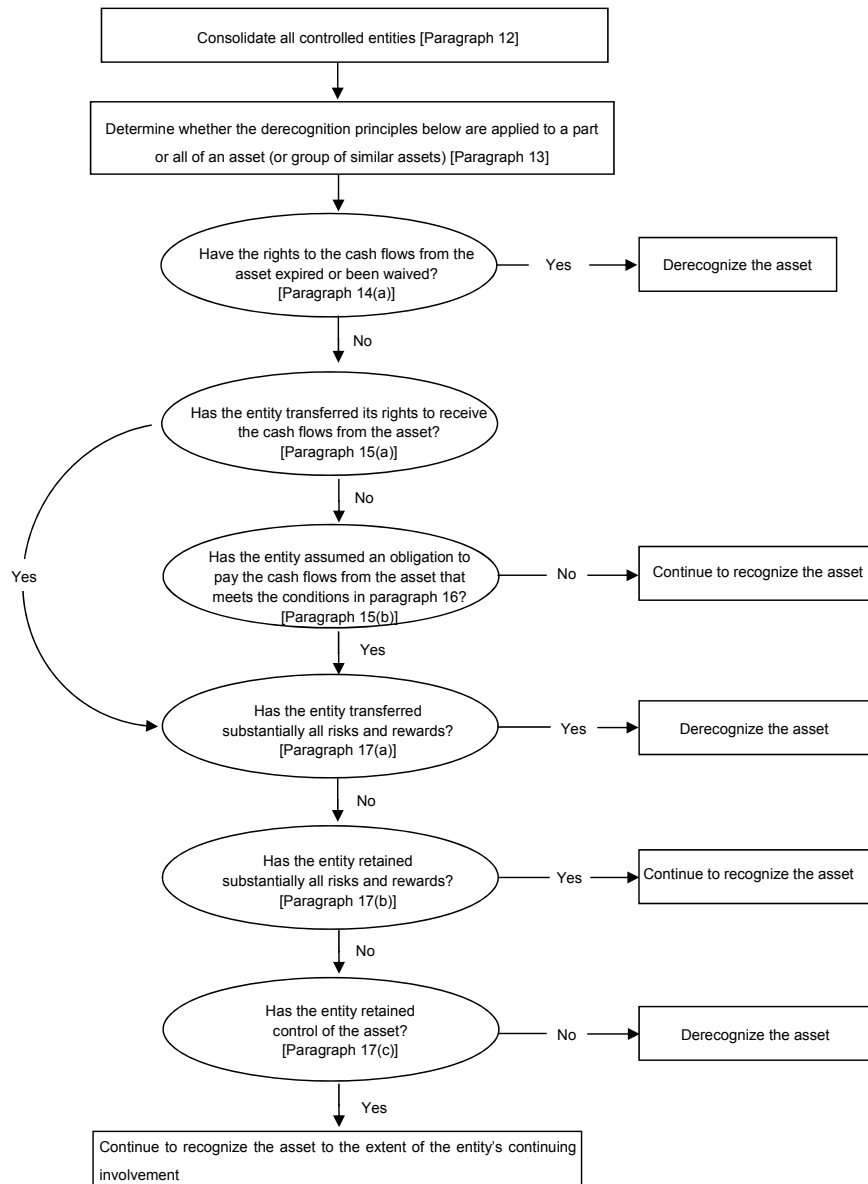 Consolidate all controlled entities [Paragraph 12]
Determine whether the derecognition principles below are applied to a part
or all of an asset (or group of similar assets) [Paragraph 13]
Have the rights to the cash flows from the
asset expired or been waived?
[Paragraph 14(a)]
Yes
Derecognize the asset
No
Has the entity transferred its rights to receive
the cash flows from the asset?
[Paragraph 15(a)]
Yes
No
Has the entity assumed an obligation to
pay the cash flows from the asset that
meets the conditions in paragraph 16?
[Paragraph 15(b)]
No
Continue to recognize the asset
Yes
Has the entity transferred
substantially all risks and rewards?
[Paragraph 17(a)]
Yes
Derecognize the asset
No
Has the entity retained
substantially all risks and rewards?
[Paragraph 17(b)]
Yes
Continue to recognize the asset
No
Has the entity retained
control of the asset?
[Paragraph 17(c)]
No
Derecognize the asset
Yes
Continue to recognize the asset to the extent of the entity's continuing
involvement